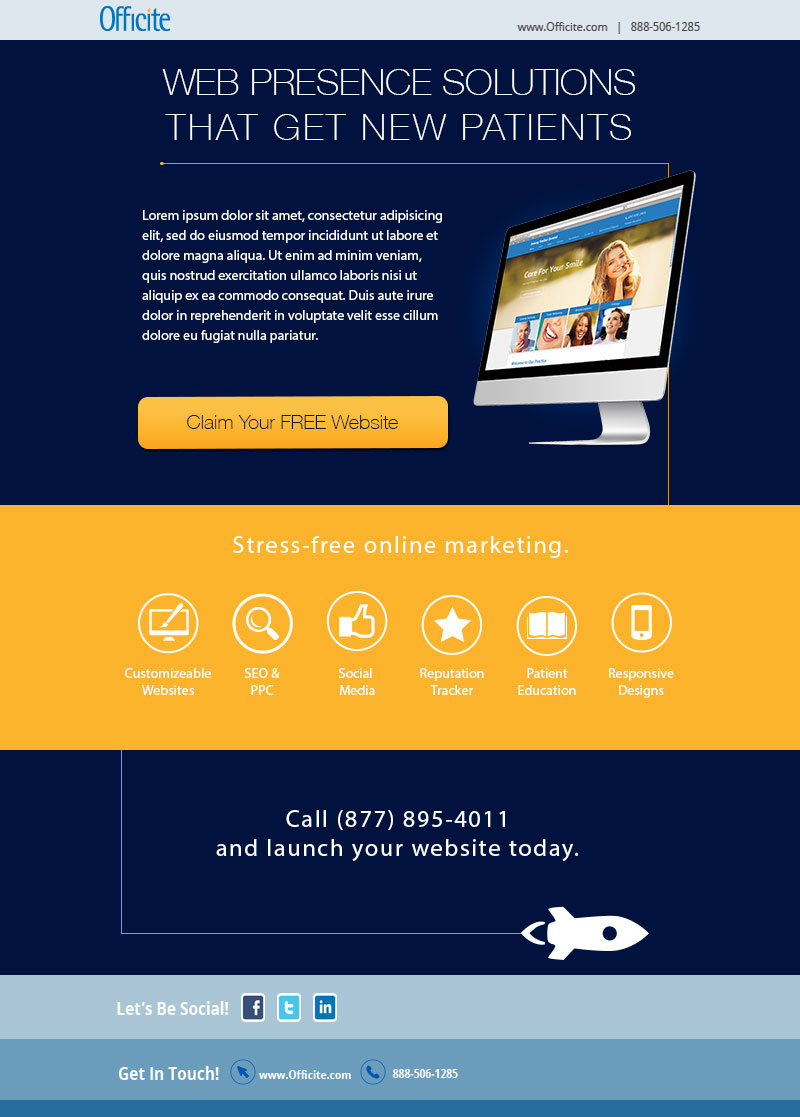 Officite
www.Officite.com | 888-506-1285
WEB PRESENCE SOLUTIONS
THAT GET NEW PATIENTS
Lorem ipsum dolor sit amet, consectetur adipisicing
elit, sed do eiusmod tempor incididunt ut labore et
dolore magna aliqua. Ut enim ad minim veniam,
quis nostrud exercitation ullamco laboris nisi ut
aliquip ex ea commodo consequat. Duis aute irure
dolor in reprehenderit in voluptate velit esse cillum
dolore eu fugiat nulla pariatur.
Care For Your Smile
Welcome to Our Practice
Claim Your FREE Website
Stress-free online marketing.
Customizeable
Websites
SEO &
PPC
Social
Media
Reputation
Tracker
Patient
Education
Responsive
Designs
Call (877) 895-4011
and launch your website today.
Let's Be Social!
f
t
in
Get In Touch!
www.Officite.com
888-506-1285